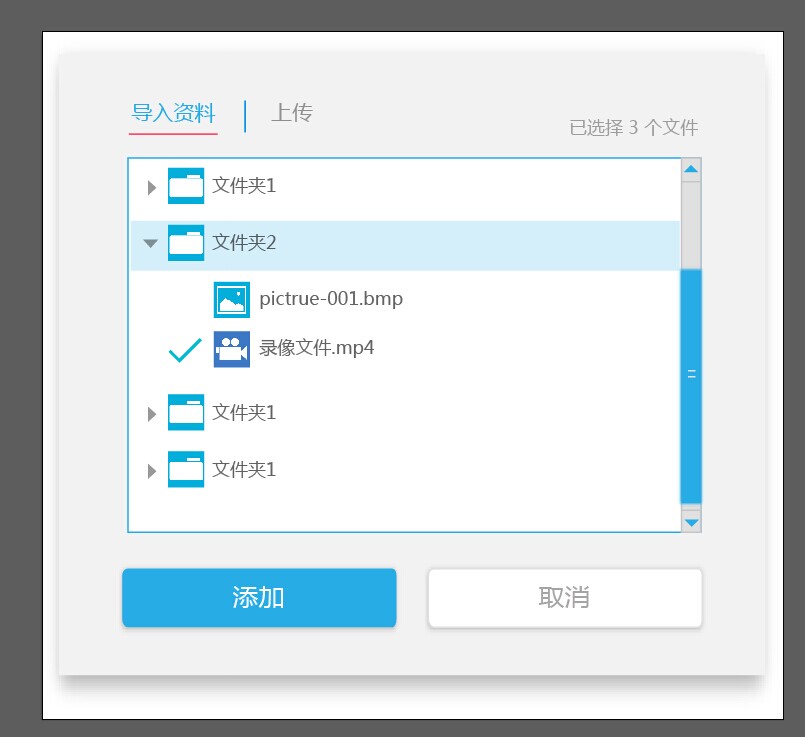 导入资料 上传
已选择 3 个文件
文件夹1
文件夹2
pictrue-001.bmp
录像文件.mp4
文件夹1
文件夹1
添加 取消